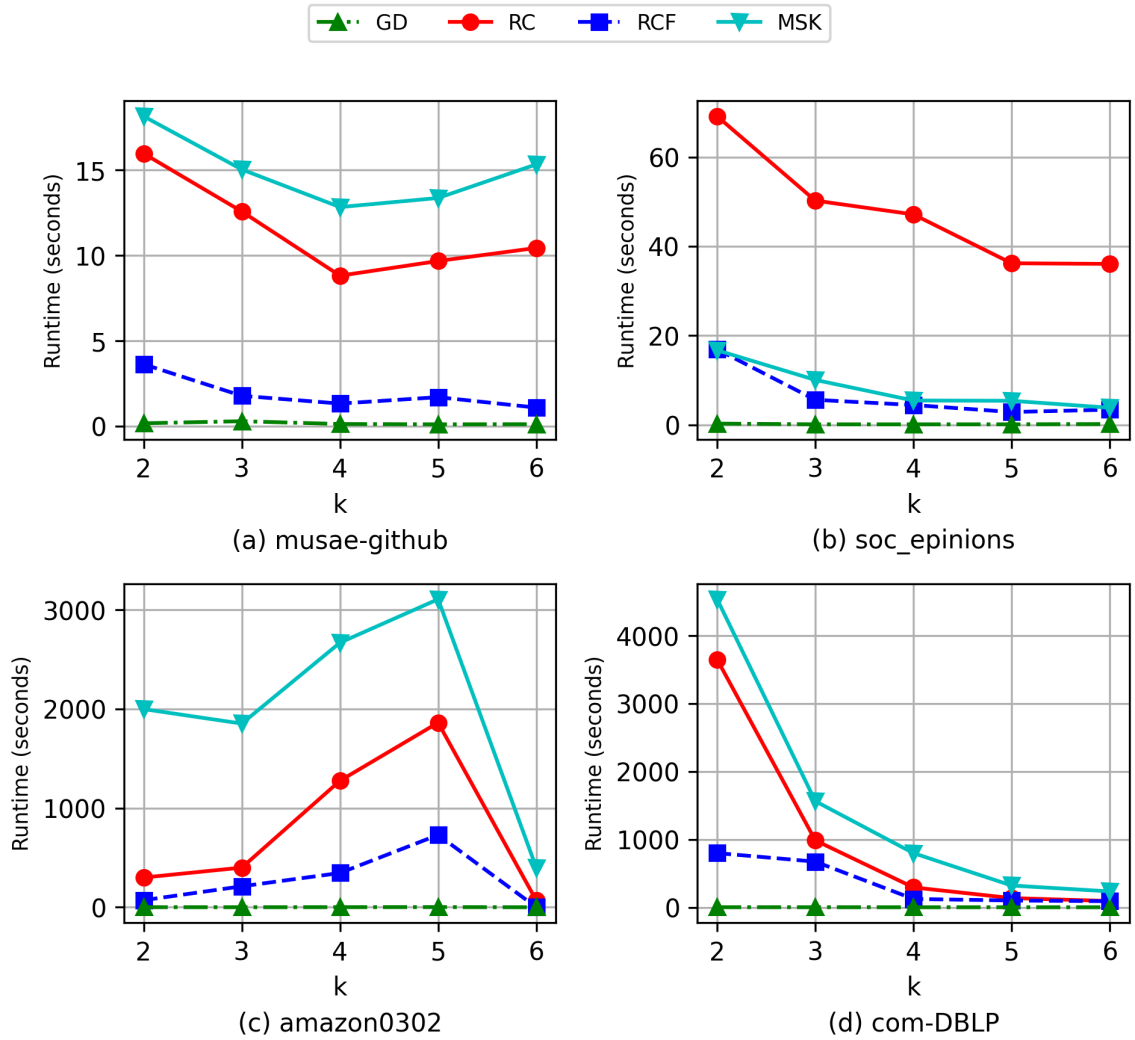 GD RC RCF MSK
Runtime (seconds)
15
10
5
0
2 3 4 5 6
k
(a) musae-github
Runtime (seconds)
60
40
20
0
2 3 4 5 6
k
(b) soc_epinions
Runtime (seconds)
3000
2000
1000
0
2 3 4 5 6
k
(c) amazon0302
Runtime (seconds)
4000
3000
2000
1000
0
2 3 4 5 6
k
(d) com-DBLP